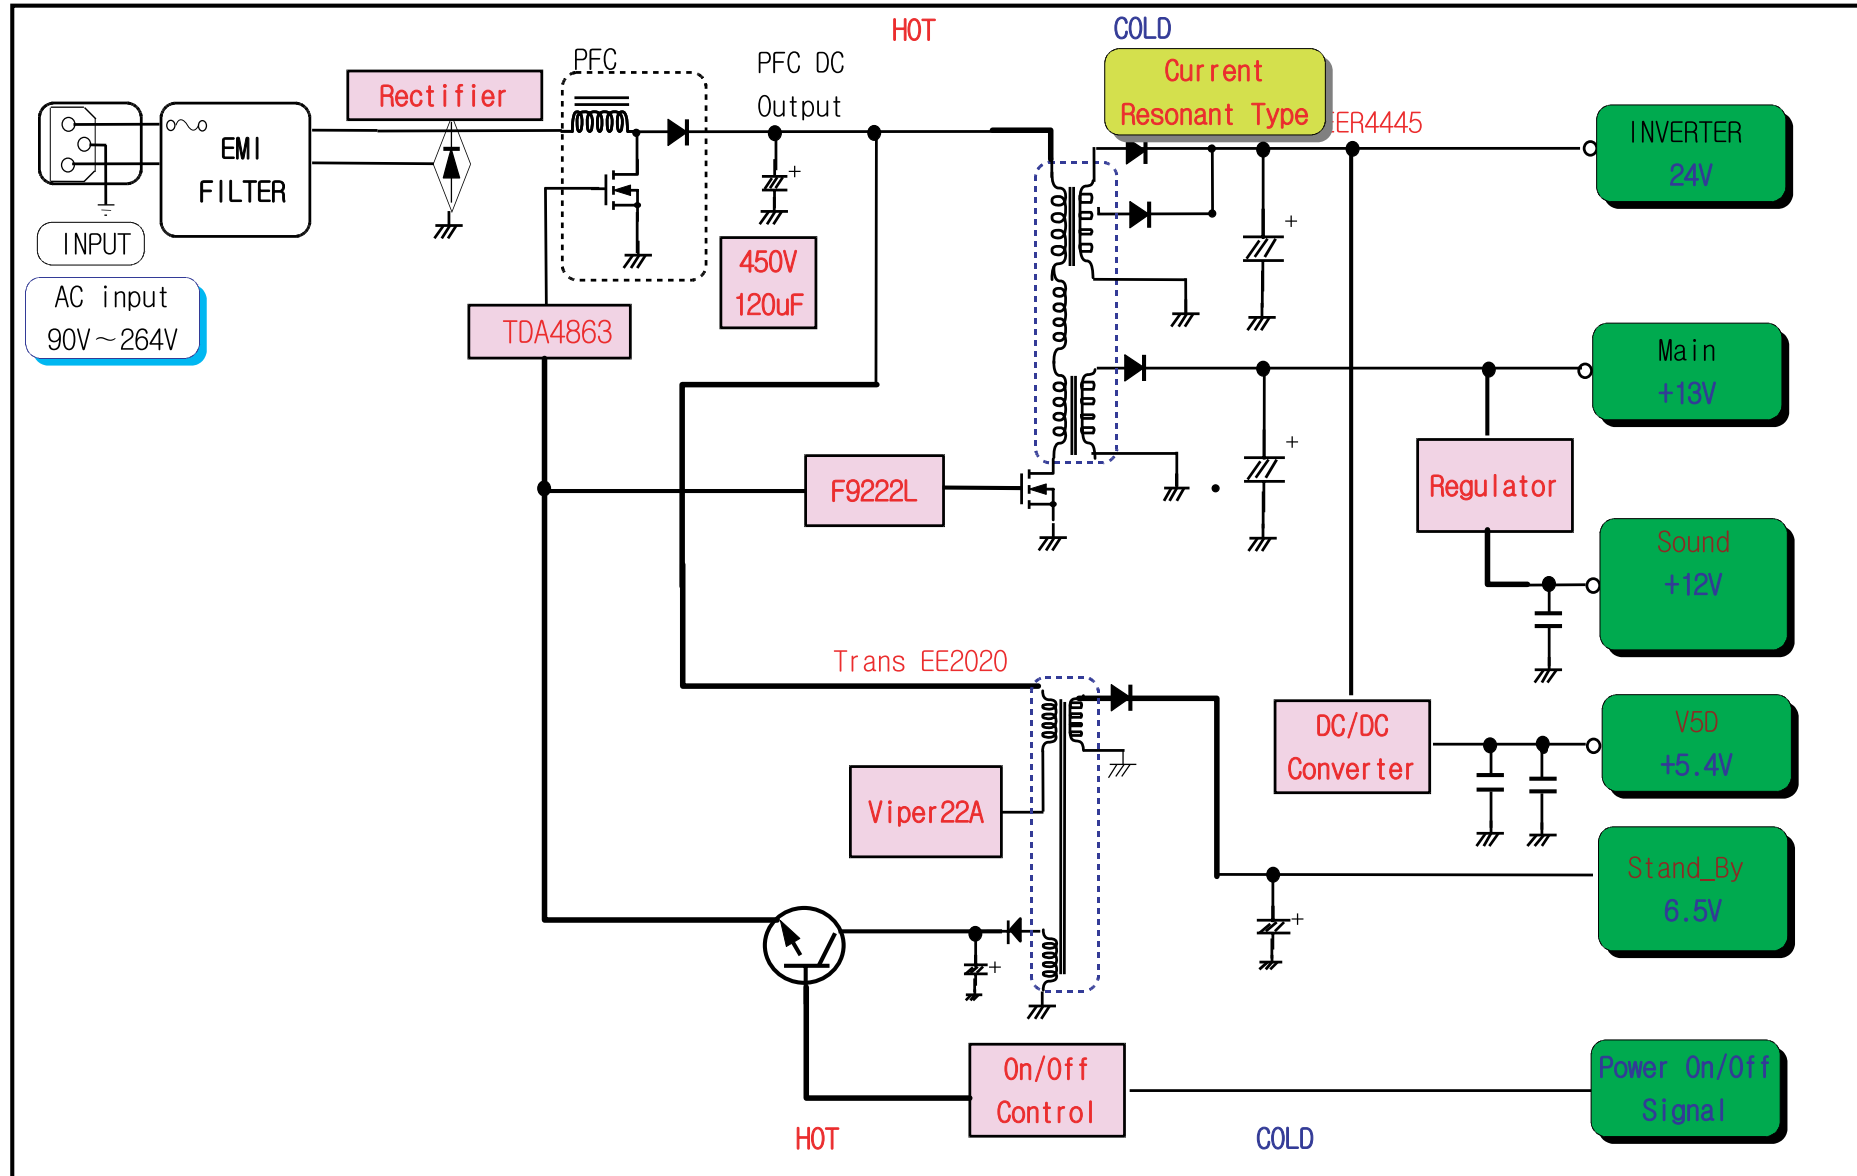 HOT
COLD
PFC
PFC DC
Output
Current
Resonant Type
EER4445
Rectifier
EMI
FILTER
INPUT
AC input
90V～264V
450V
120uF
TDA4863
INVERTER
24V
Main
+13V
F9222L
Regulator
Sound
+12V
Trans EE2020
DC/DC
Converter
V5D
+5.4V
Viper22A
Stand_By
6.5V
On/Off
Control
Power On/Off
Signal
HOT
COLD